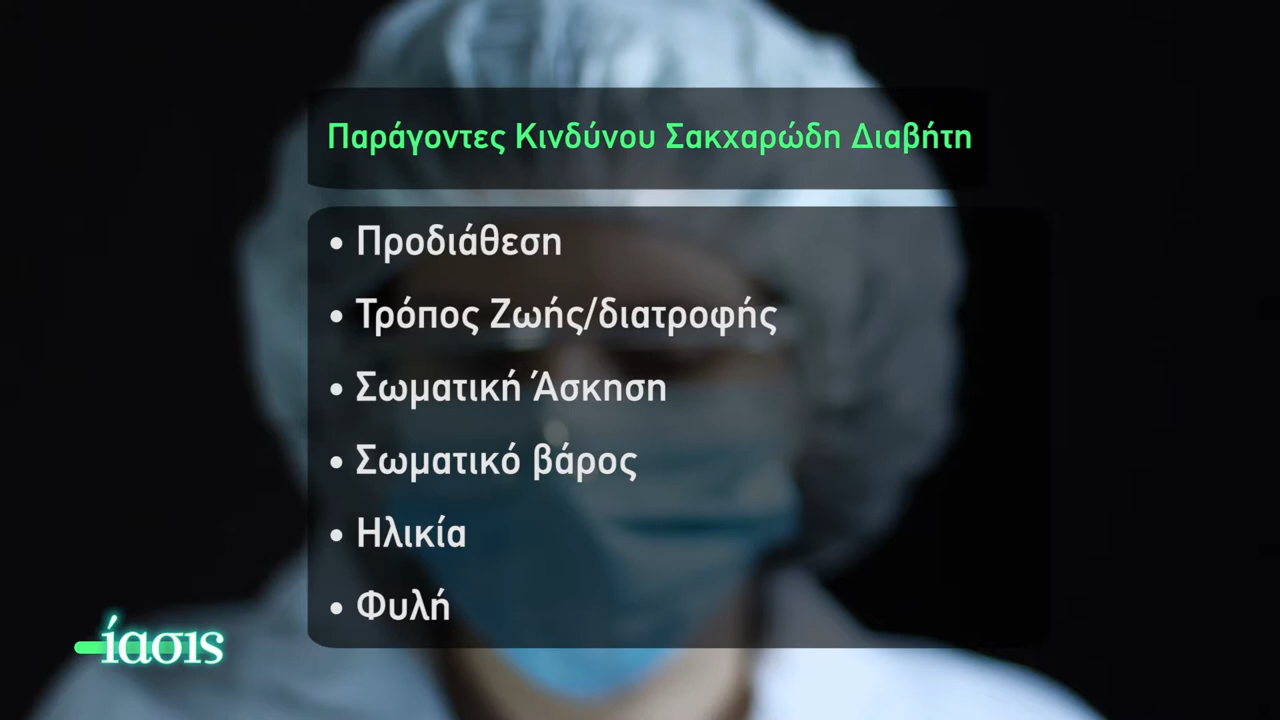 Παράγοντες Κινδύνου Σακχαρώδη Διαβήτη
• Προδιάθεση
• Τρόπος Ζωής/διατροφής
• Σωματική Άσκηση
• Σωματικό βάρος
• Ηλικία
• Φυλή
ίασις